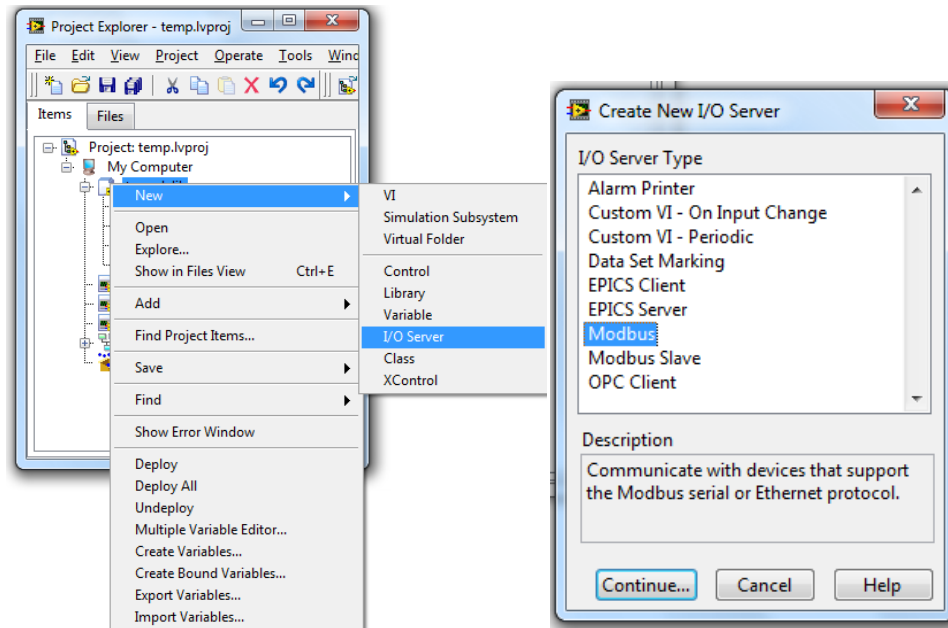 Project Explorer - temp.lvproj
File Edit View Project Operate Tools Wind
Items Files
Project: temp.lvproj
My Computer
New
Open
Explore...
Show in Files View Ctrl+E
Add
Find Project Items...
Save
Find
Show Error Window
Deploy
Deploy All
Undeploy
Multiple Variable Editor...
Create Variables...
Create Bound Variables...
Export Variables...
Import Variables...
VI
Simulation Subsystem
Virtual Folder
Control
Library
Variable
I/O Server
Class
XControl
Create New I/O Server
I/O Server Type
Alarm Printer
Custom VI - On Input Change
Custom VI - Periodic
Data Set Marking
EPICS Client
EPICS Server
Modbus
Modbus Slave
OPC Client
Description
Communicate with devices that support
the Modbus serial or Ethernet protocol.
Continue... Cancel Help